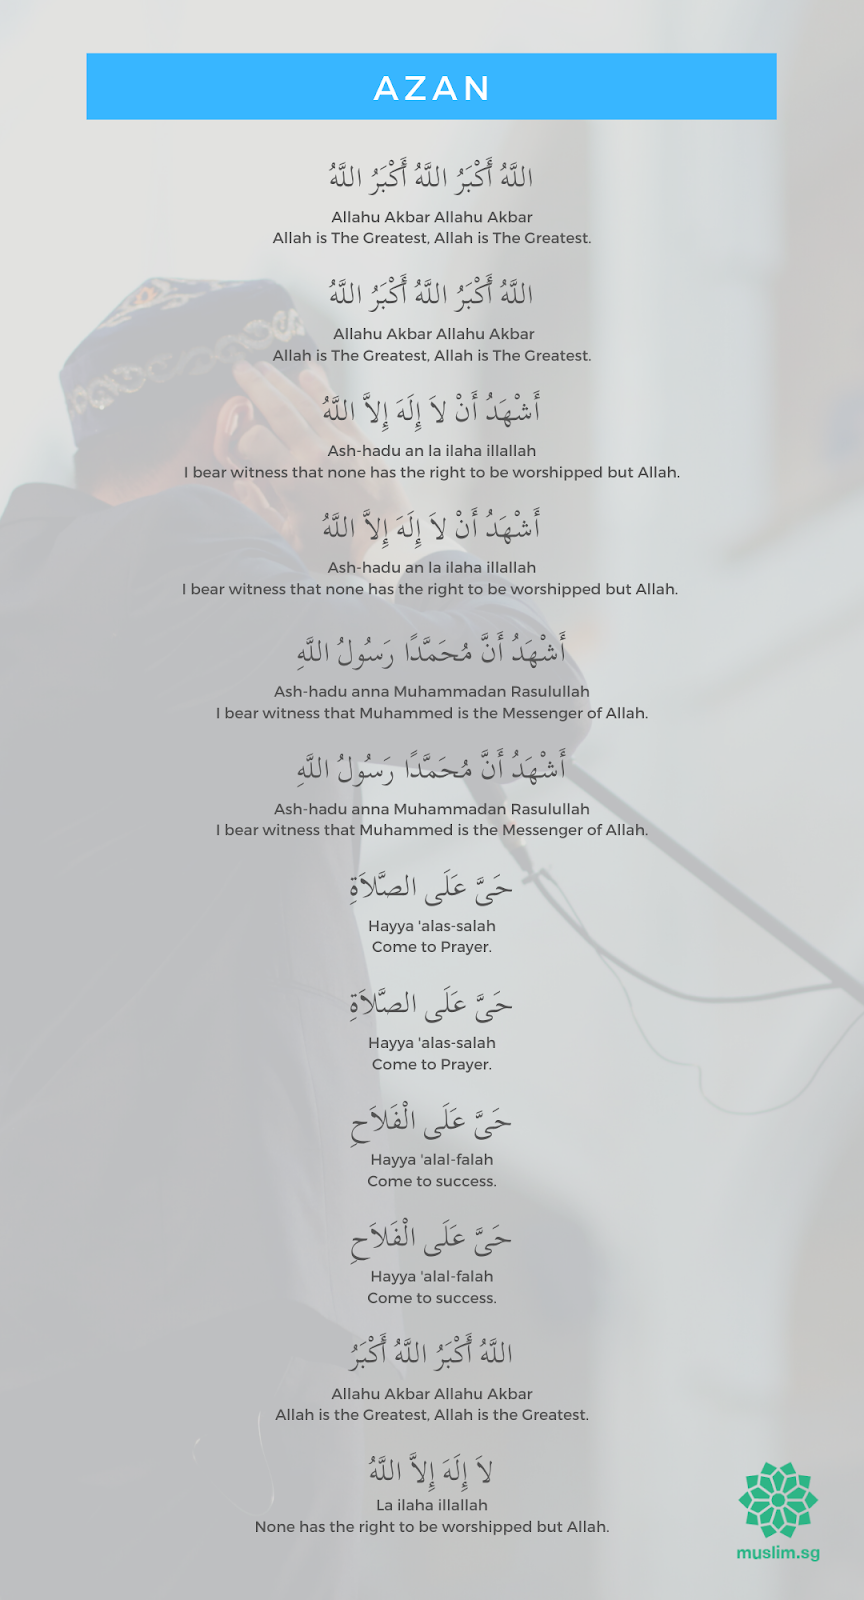 AZAN
اللَّهُ أَكْبَرُ اللَّهُ أَكْبَرُ اللَّهُ
Allahu Akbar Allahu Akbar
Allah is The Greatest, Allah is The Greatest.
اللَّهُ أَكْبَرُ اللَّهُ أَكْبَرُ اللَّهُ
Allahu Akbar Allahu Akbar
Allah is The Greatest, Allah is The Greatest.
أَشْهَدُ أَنْ لاَ إِلَهَ إِلاَّ اللَّهُ
Ash-hadu an la ilaha illallah
I bear witness that none has the right to be worshipped but Allah.
أَشْهَدُ أَنْ لاَ إِلَهَ إِلاَّ اللَّهُ
Ash-hadu an la ilaha illallah
I bear witness that none has the right to be worshipped but Allah.
أَشْهَدُ أَنَّ مُحَمَّدًا رَسُولُ اللَّهِ
Ash-hadu anna Muhammadan Rasulullah
I bear witness that Muhammed is the Messenger of Allah.
أَشْهَدُ أَنَّ مُحَمَّدًا رَسُولُ اللَّهِ
Ash-hadu anna Muhammadan Rasulullah
I bear witness that Muhammed is the Messenger of Allah.
حَىَّ عَلَى الصَّلاَةِ
Hayya 'alas-salah
Come to Prayer.
حَىَّ عَلَى الصَّلاَةِ
Hayya 'alas-salah
Come to Prayer.
حَىَّ عَلَى الْفَلاَحِ
Hayya 'alal-falah
Come to success.
حَىَّ عَلَى الْفَلاَحِ
Hayya 'alal-falah
Come to success.
اللَّهُ أَكْبَرُ اللَّهُ أَكْبَرُ
Allahu Akbar Allahu Akbar
Allah is the Greatest, Allah is the Greatest.
لاَ إِلَهَ إِلاَّ اللَّهُ
La ilaha illallah
None has the right to be worshipped but Allah.
muslim.sg